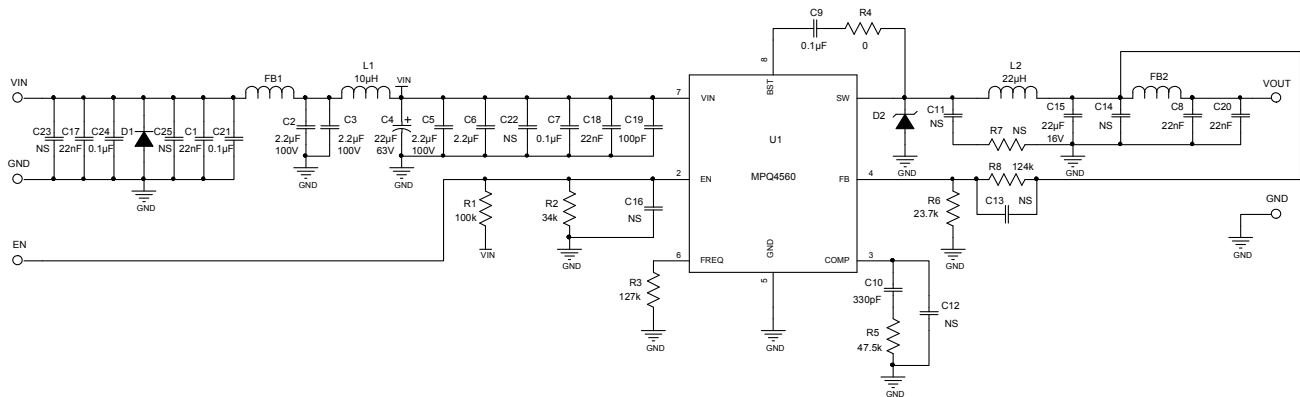 C9
0.1µF
R4
0
VIN
FB1
L1
10µH
VIN
8
BST
L2
22µH
FB2
VOUT
7
VIN
SW
C23
NS
C17
22nF
C24
0.1µF
D1
C25
NS
C1
22nF
C21
0.1µF
C2
2.2µF
100V
C3
2.2µF
100V
C4
22µF
63V
+
C5
2.2µF
100V
C6
2.2µF
C22
NS
C7
0.1µF
C18
22nF
C19
100pF
D2
C11
NS
R7
NS
C15
22µF
16V
C14
NS
C8
22nF
C20
22nF
GND
GND
GND
GND
GND
GND
U1
MPQ4560
2
EN
FB
4
R8
124k
C13
NS
R6
23.7k
GND
GND
GND
R1
100k
VIN
R2
34k
GND
C16
NS
EN
6
FREQ
R3
127k
GND
GND
5
GND
COMP
3
C10
330pF
R5
47.5k
GND
C12
NS